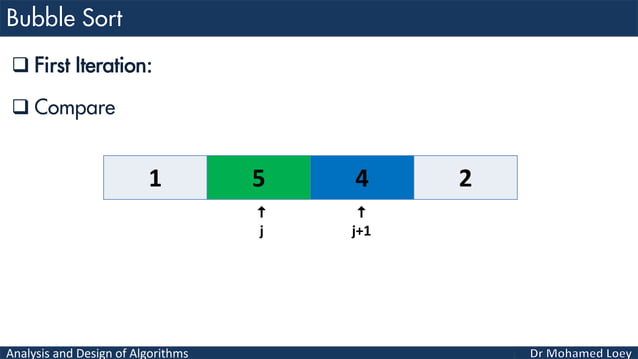 Bubble Sort
First Iteration:
Compare
1 5 4 2
j j+1
Analysis and Design of Algorithms Dr Mohamed Loey